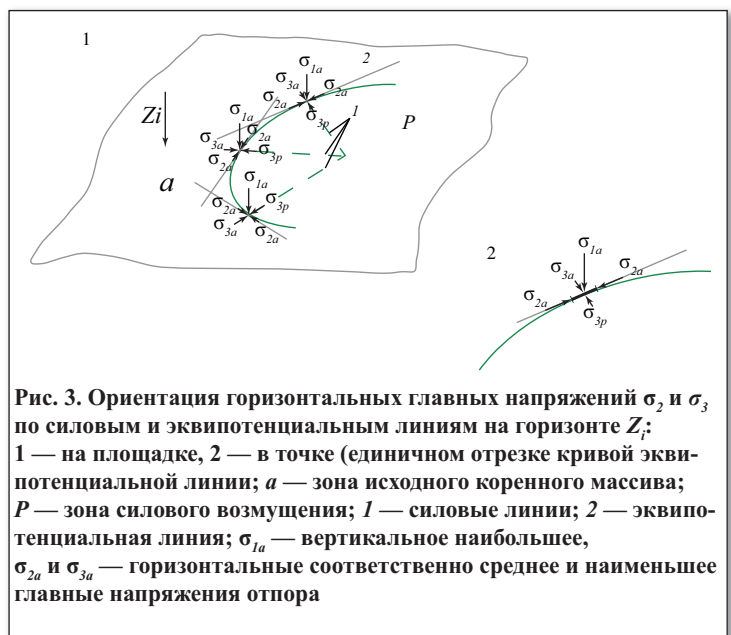 1
2
σ1a
σ3a
σ2a
σ2a
1
Zi
σ1a
σ3p
P
σ2a
σ3a
σ3p
σ2a
σ1a
a
σ2a
σ3p
σ3a
σ2a
2
σ1a
σ3a
σ2a
σ2a
σ3p
Рис. 3. Ориентация горизонтальных главных напряжений σ2 и σ3
по силовым и эквипотенциальным линиям на горизонте Zi:
1 — на площадке, 2 — в точке (единичном отрезке кривой экви-
потенциальной линии; a — зона исходного коренного массива;
P — зона силового возмущения; 1 — силовые линии; 2 — эквипо-
тенциальная линия; σ1a — вертикальное наибольшее,
σ2a и σ3a — горизонтальные соответственно среднее и наименьшее
главные напряжения отпора